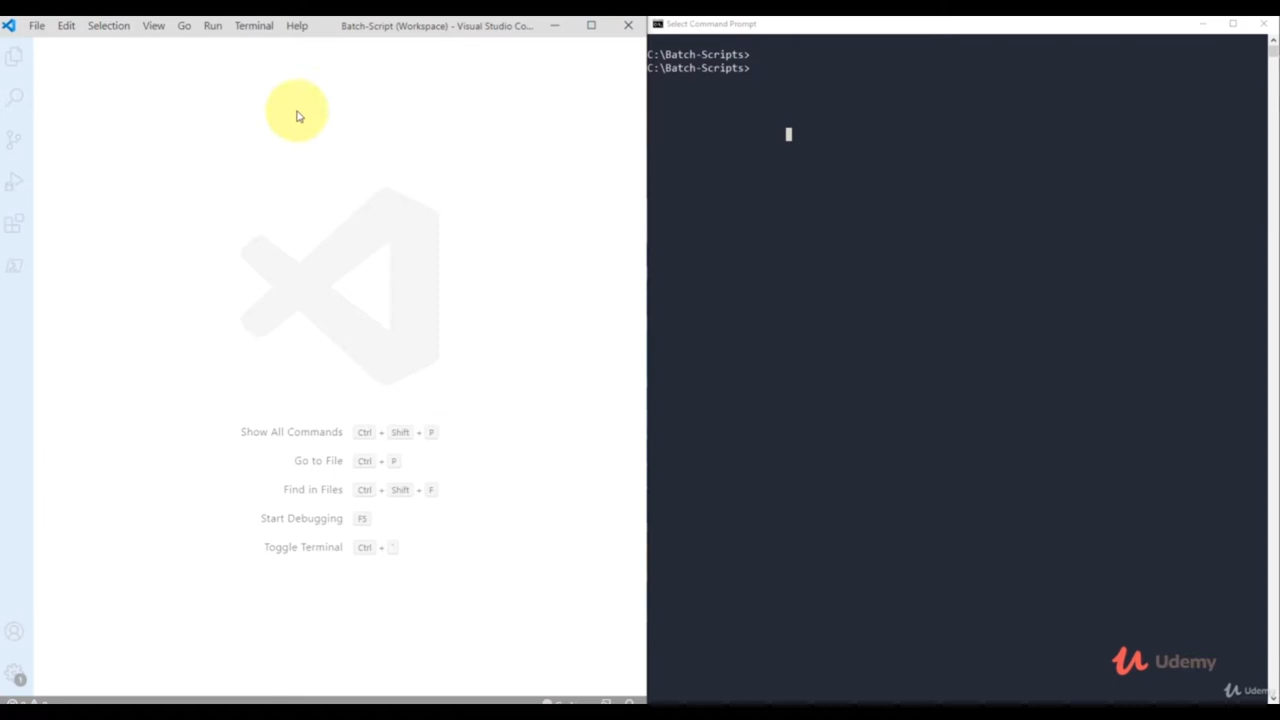 File Edit Selection View Go Run Terminal Help Batch-Script (Workspace) - Visual Studio Co...
Select Command Prompt
C:\Batch-Scripts>
C:\Batch-Scripts>
Show All Commands Ctrl + Shift + P
Go to File Ctrl + P
Find in Files Ctrl + Shift + F
Start Debugging F5
Toggle Terminal Ctrl + `
1
Udemy
Udemy